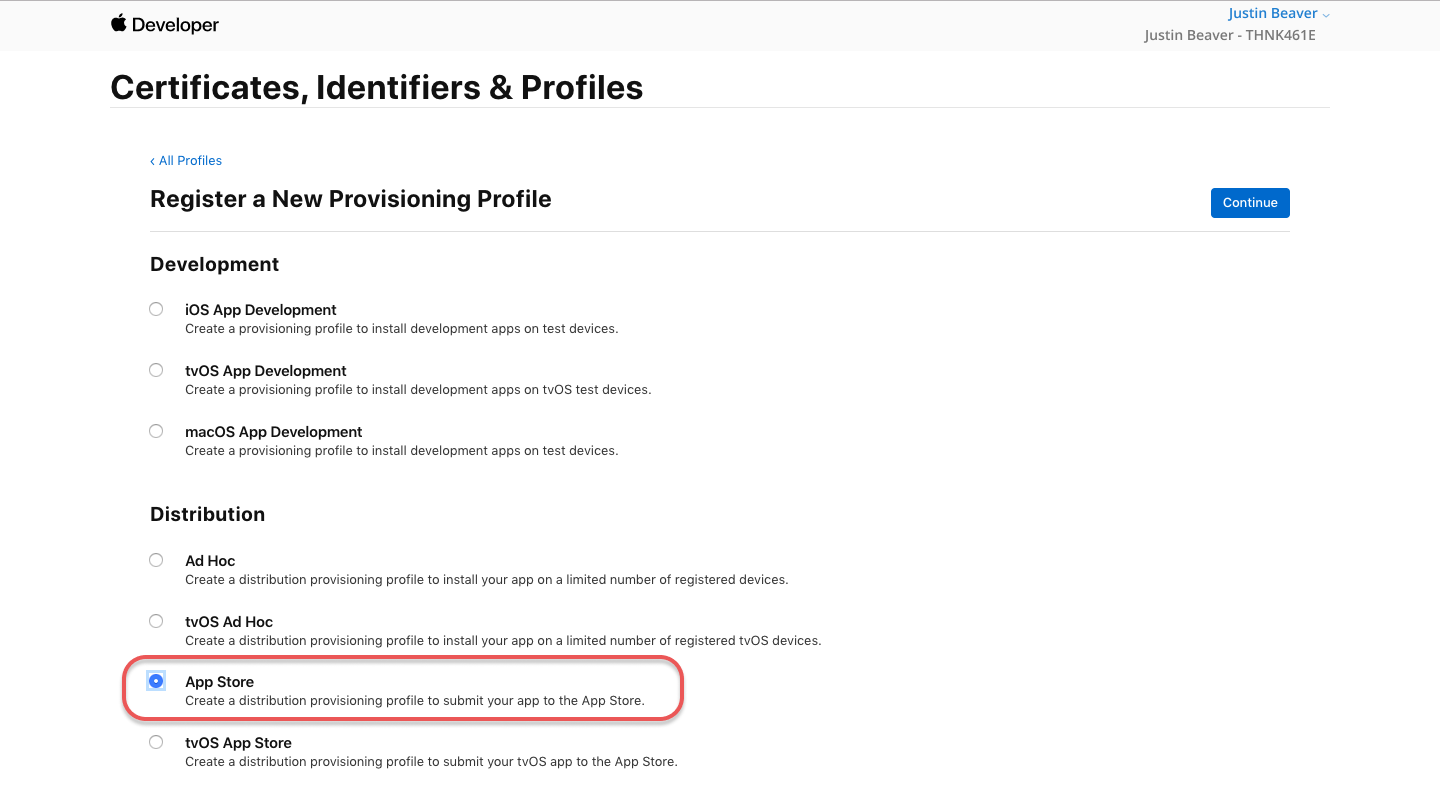 Developer
Justin Beaver
Justin Beaver - THNK461E
Certificates, Identifiers & Profiles
‹ All Profiles
Register a New Provisioning Profile
Continue
Development
iOS App Development
Create a provisioning profile to install development apps on test devices.
tvOS App Development
Create a provisioning profile to install development apps on tvOS test devices.
macOS App Development
Create a provisioning profile to install development apps on test devices.
Distribution
Ad Hoc
Create a distribution provisioning profile to install your app on a limited number of registered devices.
tvOS Ad Hoc
Create a distribution provisioning profile to install your app on a limited number of registered tvOS devices.
App Store
Create a distribution provisioning profile to submit your app to the App Store.
tvOS App Store
Create a distribution provisioning profile to submit your tvOS app to the App Store.